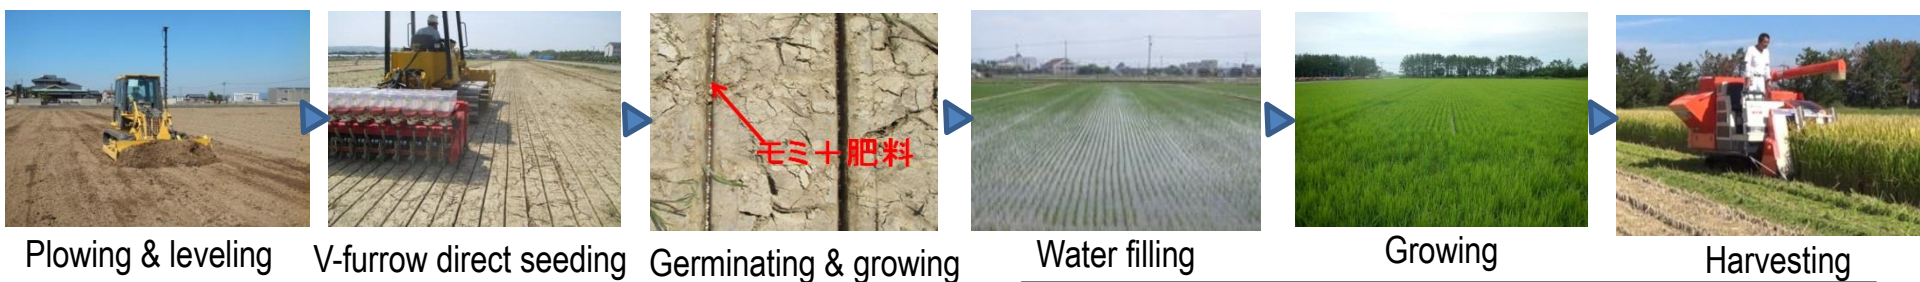 モミ＋肥料
Plowing & leveling
V-furrow direct seeding
Germinating & growing
Water filling
Growing
Harvesting